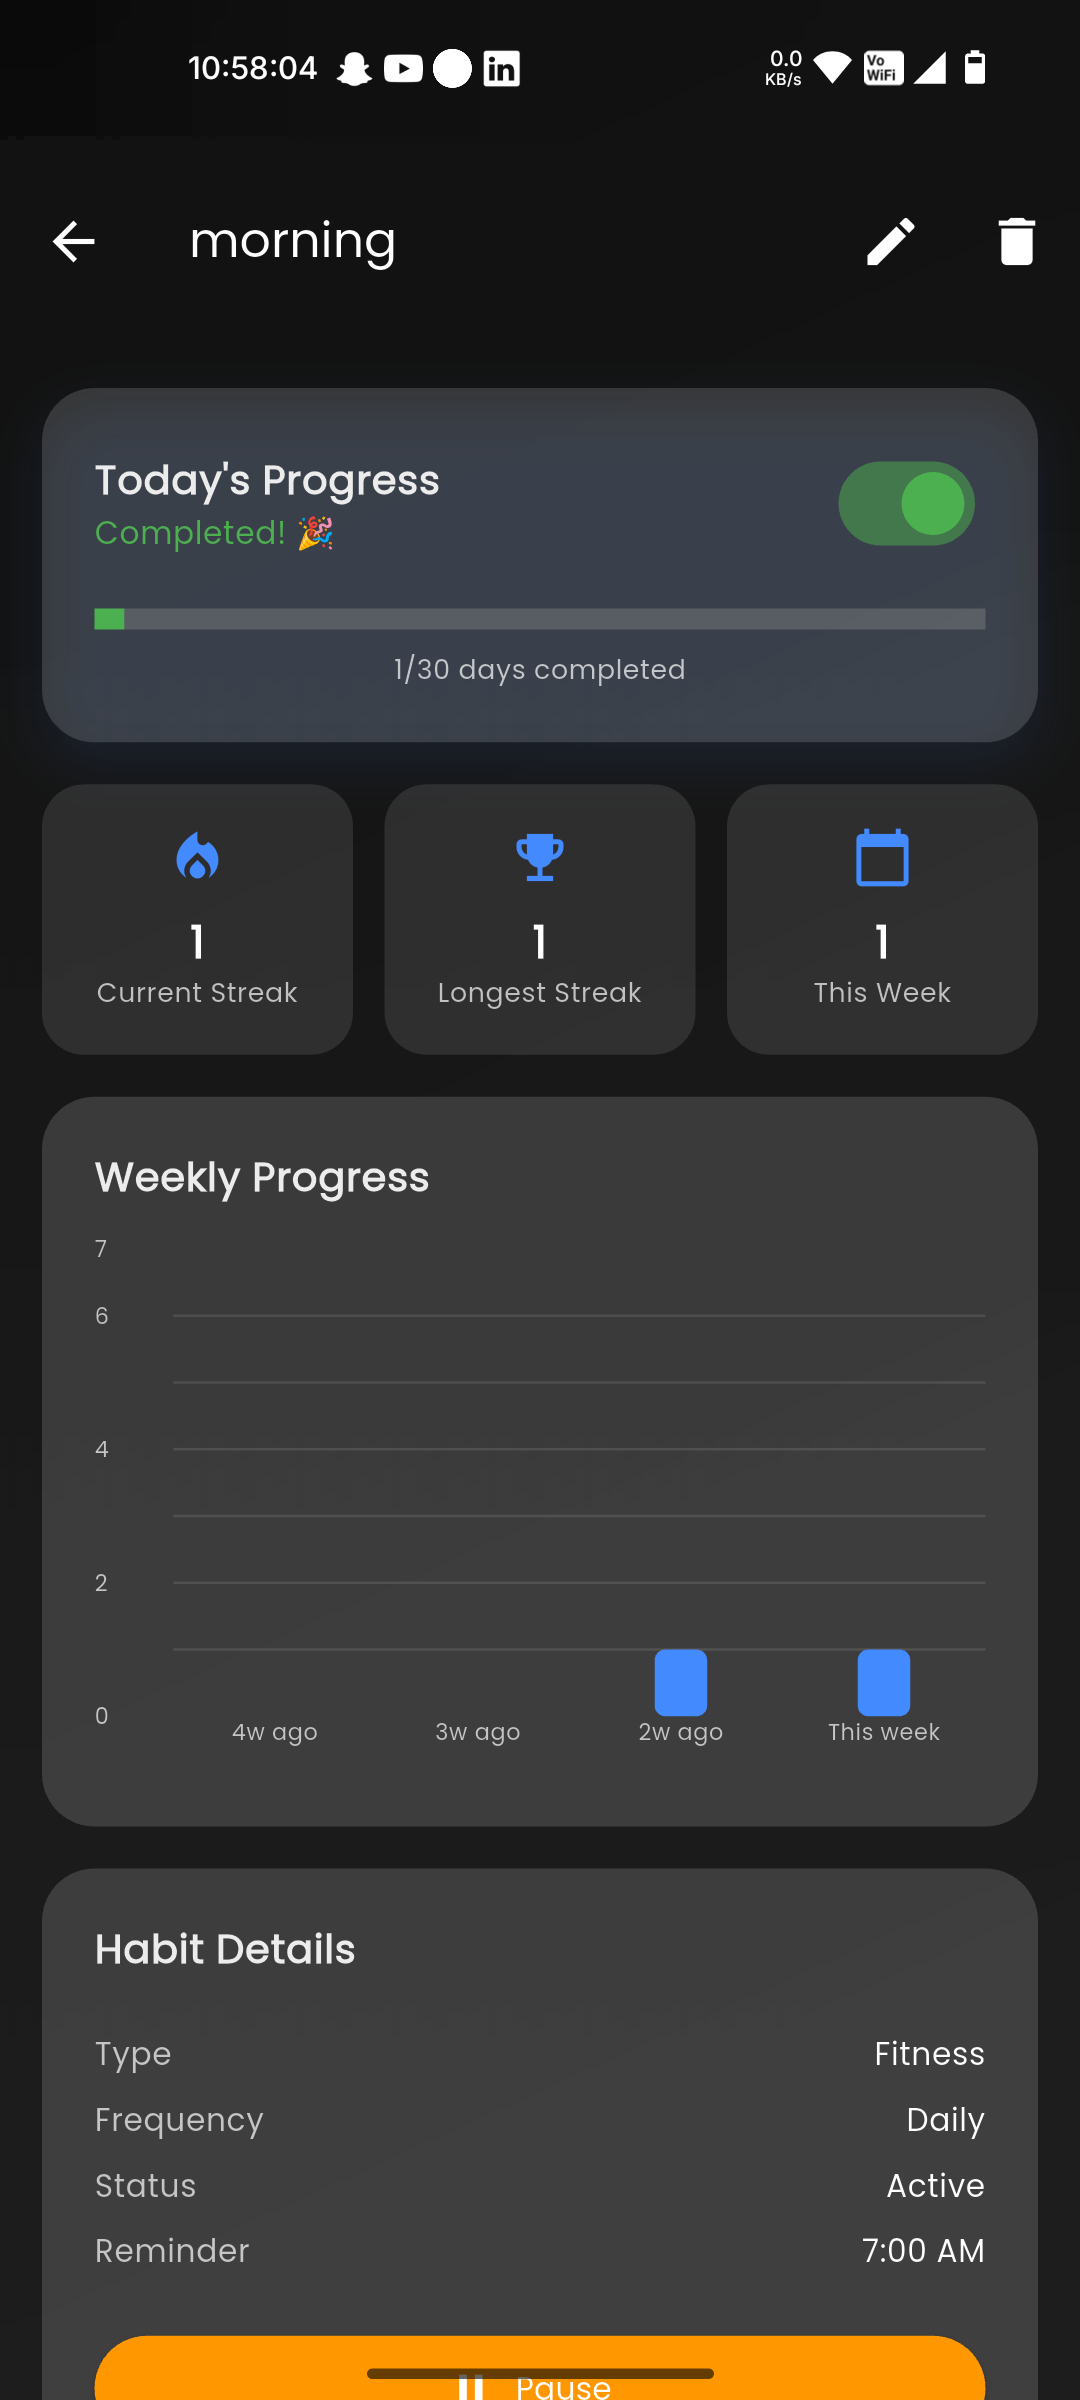 10:58:04
0.0
KB/s
Vo
WiFi
in
morning
Today's Progress
Completed! 🎉
1/30 days completed
1
Current Streak
1
Longest Streak
1
This Week
Weekly Progress
7
6
4
2
0
4w ago
3w ago
2w ago
This week
Habit Details
Type
Fitness
Frequency
Daily
Status
Active
Reminder
7:00 AM
Pause